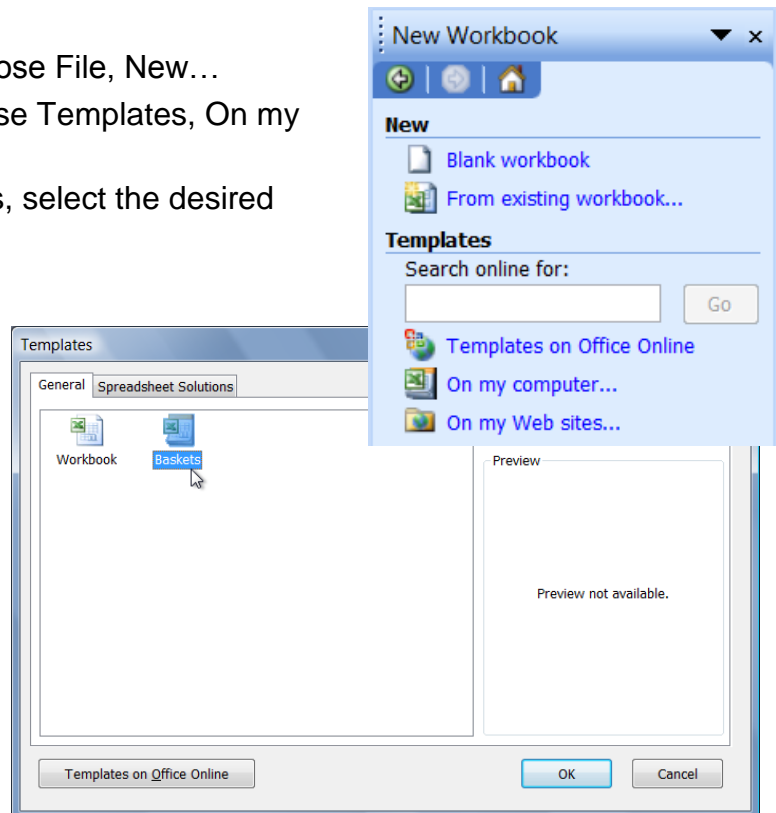 ose File, New…
se Templates, On my
s, select the desired
New Workbook
New
Blank workbook
From existing workbook...
Templates
Search online for:
Go
Templates on Office Online
On my computer...
On my Web sites...
Templates
General
Spreadsheet Solutions
Workbook
Baskets
Preview
Preview not available.
Templates on Office Online
OK
Cancel